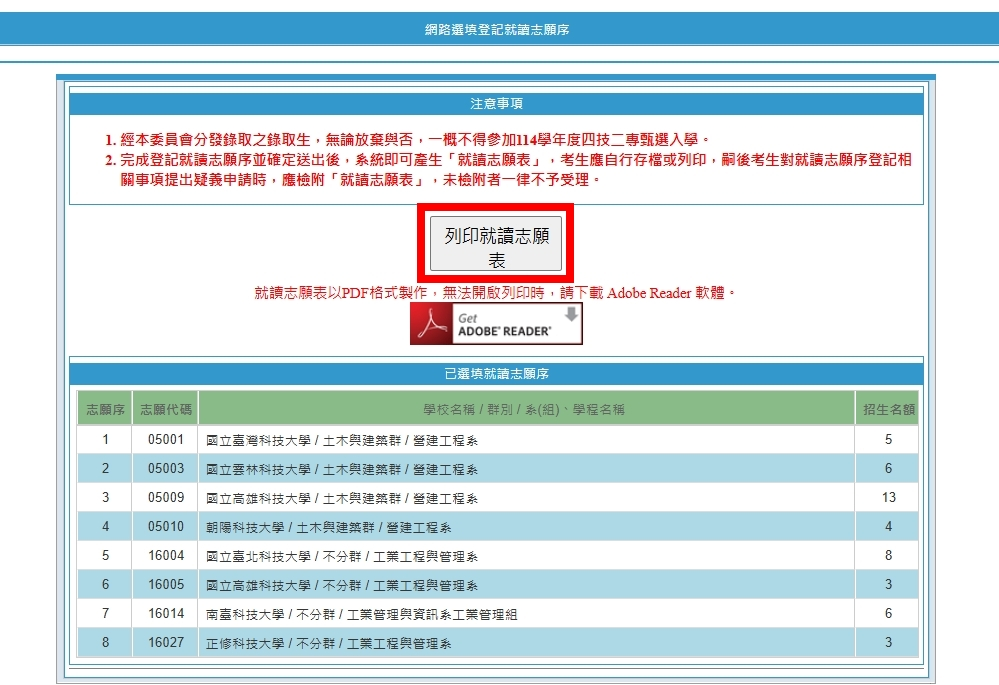 網路選填登記就讀志願序
注意事項
1. 經本委員會分發錄取之錄取生，無論放棄與否，一概不得參加114學年度四技二專甄選入學。
2. 完成登記就讀志願序並確定送出後，系統即可產生「就讀志願表」，考生應自行存檔或列印，嗣後考生對就讀志願序登記相
關事項提出疑義申請時，應檢附「就讀志願表」，未檢附者一律不予受理。
列印就讀志願
表
就讀志願表以PDF格式製作，無法開啟列印時，請下載 Adobe Reader 軟體。
Get
ADOBE® READER®
已選填就讀志願序
志願序 志願代碼 學校名稱 / 群別 / 系(組)、學程名稱 招生名額
1 05001 國立臺灣科技大學 / 土木與建築群 / 營建工程系 5
2 05003 國立雲林科技大學 / 土木與建築群 / 營建工程系 6
3 05009 國立高雄科技大學 / 土木與建築群 / 營建工程系 13
4 05010 朝陽科技大學 / 土木與建築群 / 營建工程系 4
5 16004 國立臺北科技大學 / 不分群 / 工業工程與管理系 8
6 16005 國立高雄科技大學 / 不分群 / 工業工程與管理系 3
7 16014 南臺科技大學 / 不分群 / 工業管理與資訊系工業管理組 6
8 16027 正修科技大學 / 不分群 / 工業工程與管理系 3